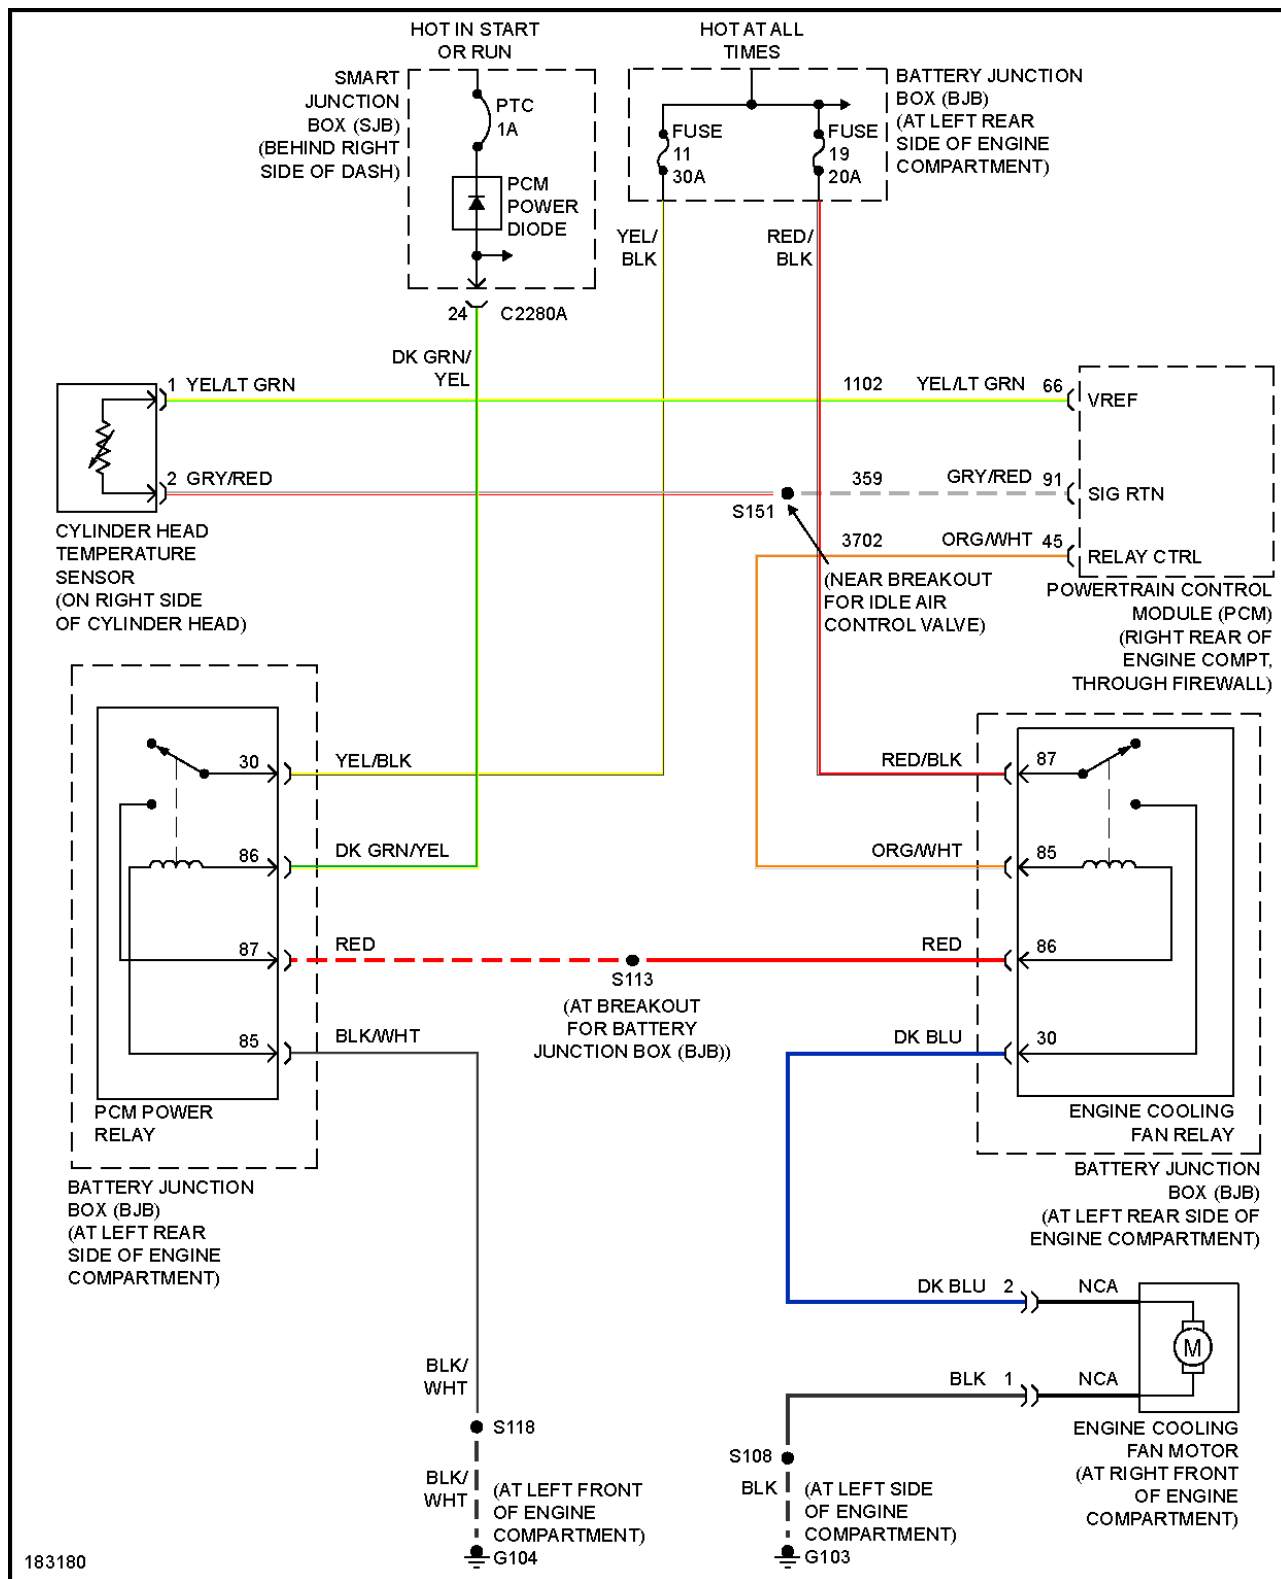 HOT IN START
OR RUN
HOT AT ALL
TIMES
SMART
JUNCTION
BOX (SJB)
(BEHIND RIGHT
SIDE OF DASH)
PTC
1A
PCM
POWER
DIODE
FUSE
11
30A
FUSE
19
20A
BATTERY JUNCTION
BOX (BJB)
(AT LEFT REAR
SIDE OF ENGINE
COMPARTMENT)
YEL/
BLK
RED/
BLK
24
C2280A
DK GRN/
YEL
1 YEL/LT GRN
1102
YEL/LT GRN
66
VREF
2 GRY/RED
359
GRY/RED
91
SIG RTN
S151
3702
ORG/WHT
45
RELAY CTRL
CYLINDER HEAD
TEMPERATURE
SENSOR
(ON RIGHT SIDE
OF CYLINDER HEAD)
(NEAR BREAKOUT
FOR IDLE AIR
CONTROL VALVE)
POWERTRAIN CONTROL
MODULE (PCM)
(RIGHT REAR OF
ENGINE COMPT,
THROUGH FIREWALL)
30
YEL/BLK
RED/BLK
87
86
DK GRN/YEL
ORG/WHT
85
87
RED
S113
RED
86
(AT BREAKOUT
FOR BATTERY
JUNCTION BOX (BJB))
85
BLK/WHT
DK BLU
30
PCM POWER
RELAY
ENGINE COOLING
FAN RELAY
BATTERY JUNCTION
BOX (BJB)
(AT LEFT REAR
SIDE OF ENGINE
COMPARTMENT)
BATTERY JUNCTION
BOX (BJB)
(AT LEFT REAR SIDE OF
ENGINE COMPARTMENT)
DK BLU 2
NCA
M
BLK 1
NCA
BLK/
WHT
S118
BLK/
WHT
(AT LEFT FRONT
OF ENGINE
COMPARTMENT)
G104
S108
BLK
(AT LEFT SIDE
OF ENGINE
COMPARTMENT)
G103
ENGINE COOLING
FAN MOTOR
(AT RIGHT FRONT
OF ENGINE
COMPARTMENT)
183180